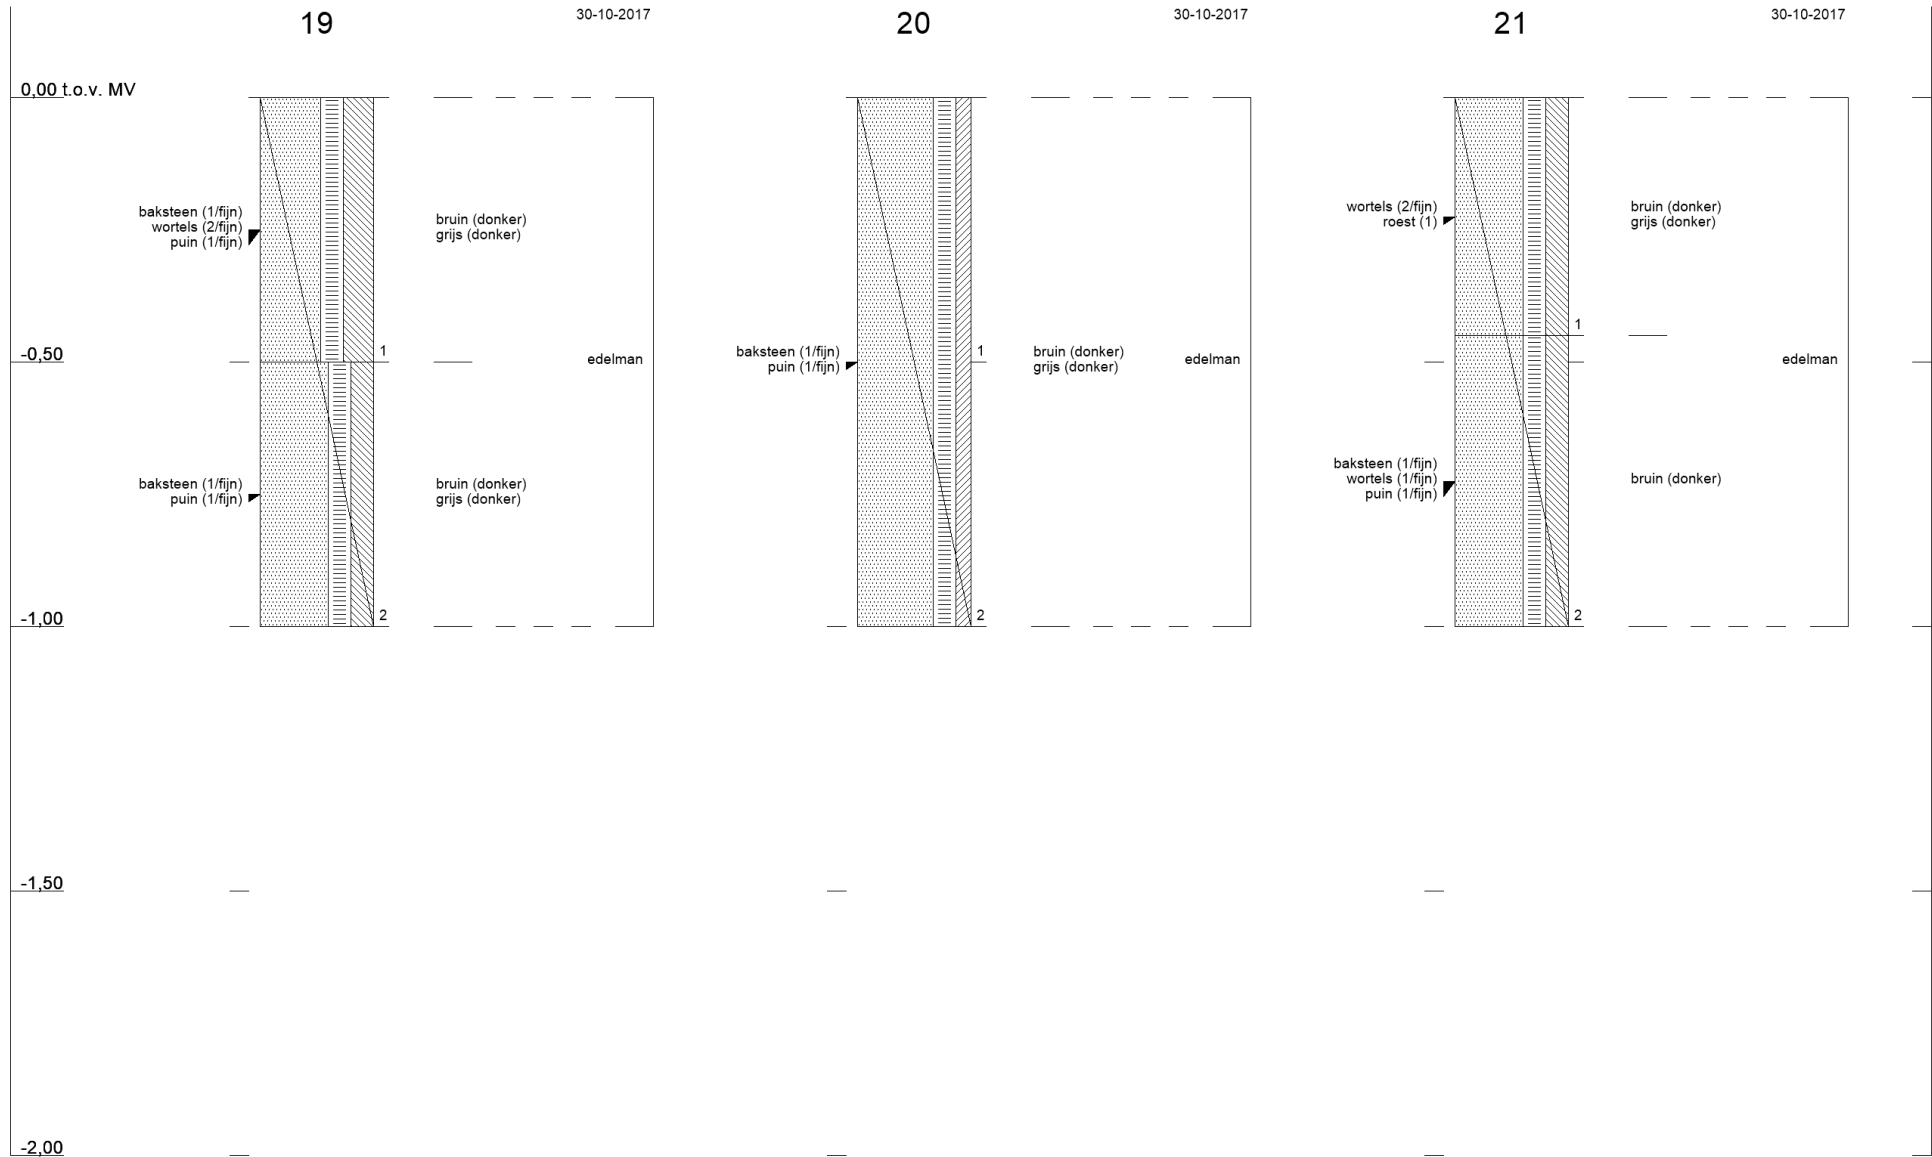 19
30-10-2017
20
30-10-2017
21
30-10-2017
0,00 t.o.v. MV
baksteen (1/fijn)
wortels (2/fijn)
puin (1/fijn)
bruin (donker)
grijs (donker)
wortels (2/fijn)
roest (1)
bruin (donker)
grijs (donker)
-0,50
1
edelman
baksteen (1/fijn)
puin (1/fijn)
1
bruin (donker)
grijs (donker)
edelman
1
edelman
baksteen (1/fijn)
puin (1/fijn)
bruin (donker)
grijs (donker)
baksteen (1/fijn)
wortels (1/fijn)
puin (1/fijn)
bruin (donker)
-1,00
2
2
2
-1,50
-2,00